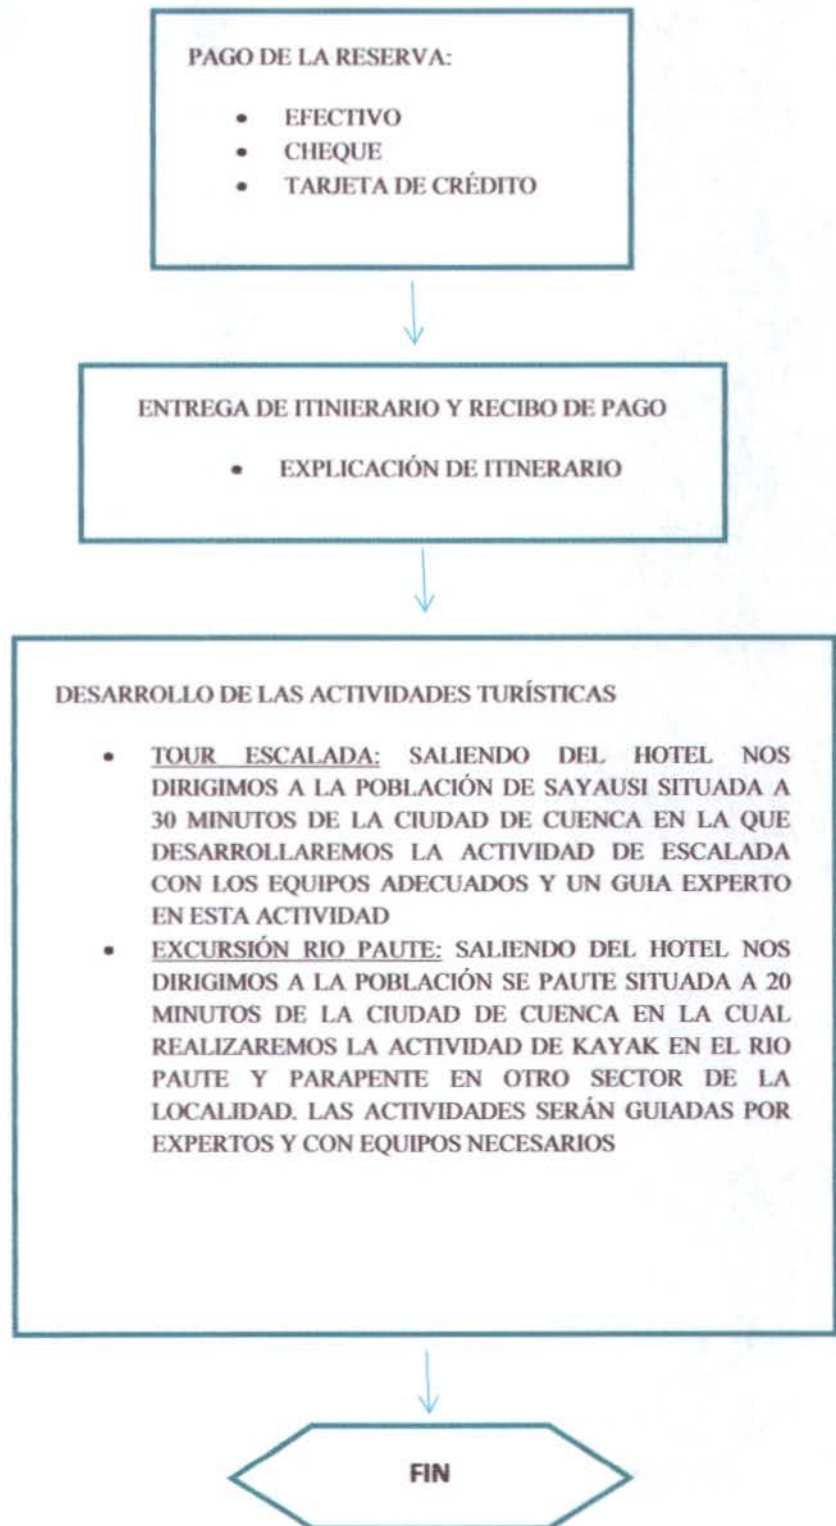 PAGO DE LA RESERVA:
• EFECTIVO
• CHEQUE
• TARJETA DE CRÉDITO
ENTREGA DE ITINIERARIO Y RECIBO DE PAGO
• EXPLICACIÓN DE ITINERARIO
DESARROLLO DE LAS ACTIVIDADES TURÍSTICAS
• TOUR ESCALADA: SALIENDO DEL HOTEL NOS
DIRIGIMOS A LA POBLACIÓN DE SAYAUSI SITUADA A
30 MINUTOS DE LA CIUDAD DE CUENCA EN LA QUE
DESARROLLAREMOS LA ACTIVIDAD DE ESCALADA
CON LOS EQUIPOS ADECUADOS Y UN GUIA EXPERTO
EN ESTA ACTIVIDAD
• EXCURSIÓN RIO PAUTE: SALIENDO DEL HOTEL NOS
DIRIGIMOS A LA POBLACIÓN SE PAUTE SITUADA A 20
MINUTOS DE LA CIUDAD DE CUENCA EN LA CUAL
REALIZAREMOS LA ACTIVIDAD DE KAYAK EN EL RIO
PAUTE Y PARAPENTE EN OTRO SECTOR DE LA
LOCALIDAD. LAS ACTIVIDADES SERÁN GUIADAS POR
EXPERTOS Y CON EQUIPOS NECESARIOS
FIN